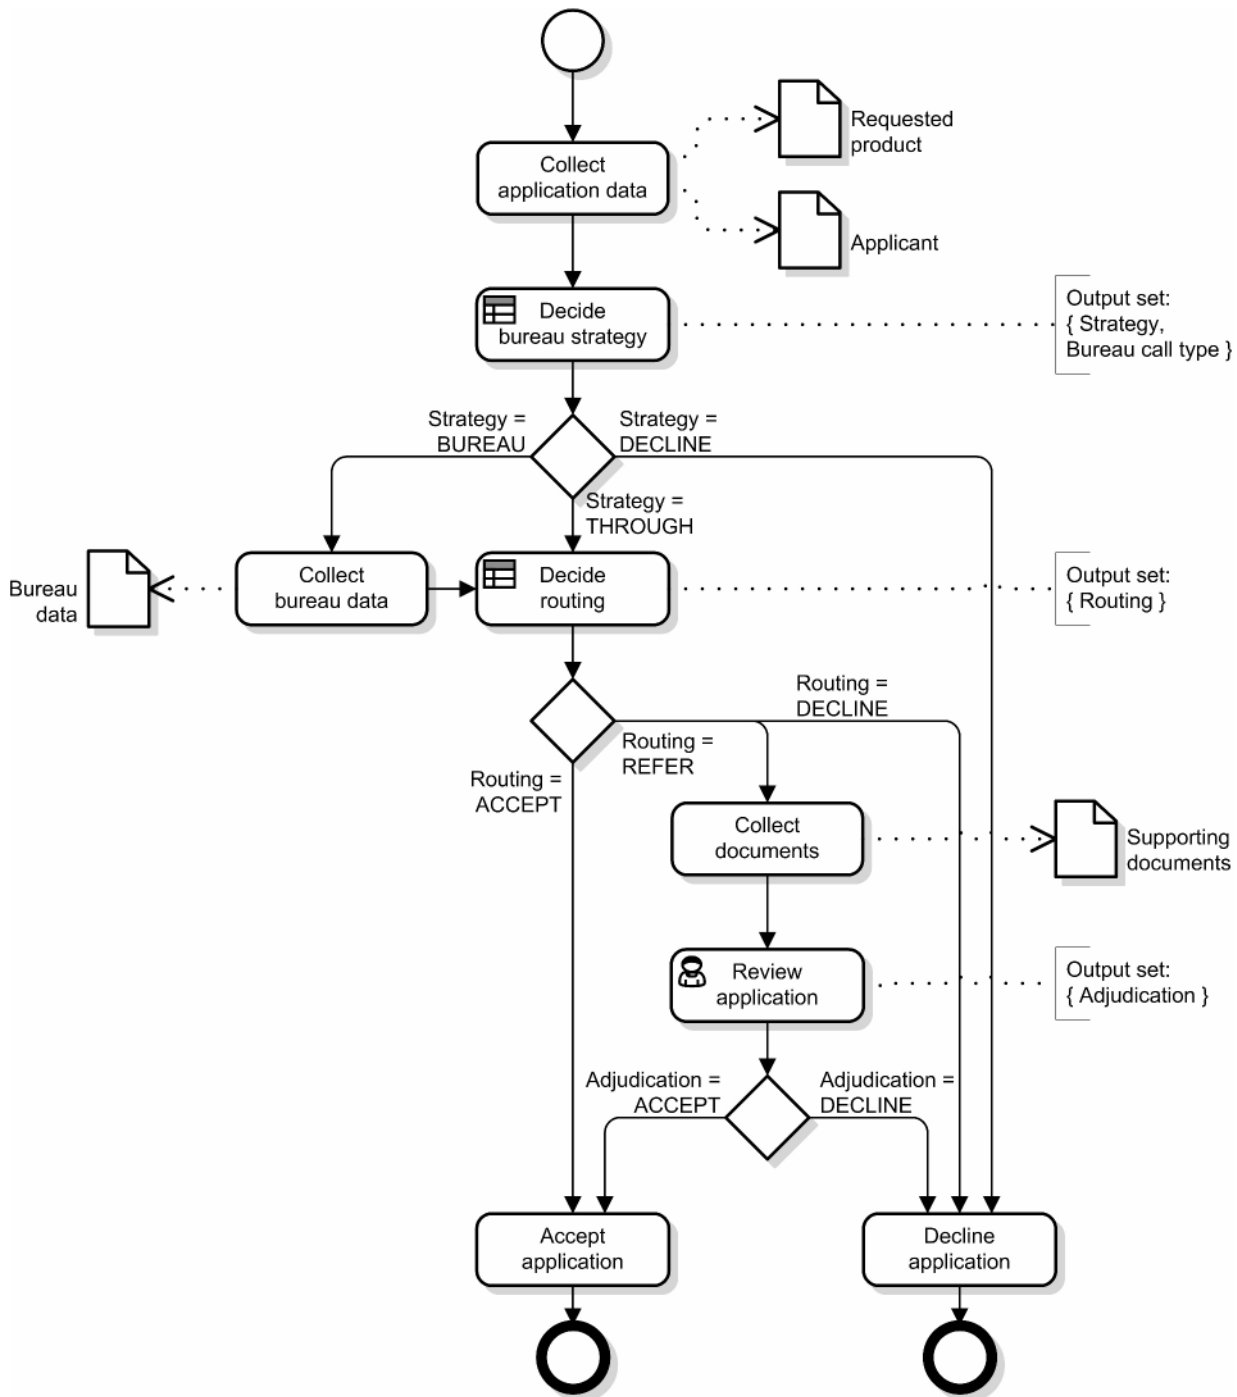 Requested
product
Collect
application data
Applicant
Decide
bureau strategy
Output set:
{ Strategy,
Bureau call type }
Strategy =
BUREAU
Strategy =
DECLINE
Strategy =
THROUGH
Bureau
data
Collect
bureau data
Decide
routing
Output set:
{ Routing }
Routing =
DECLINE
Routing =
REFER
Routing =
ACCEPT
Collect
documents
Supporting
documents
Review
application
Output set:
{ Adjudication }
Adjudication =
ACCEPT
Adjudication =
DECLINE
Accept
application
Decline
application